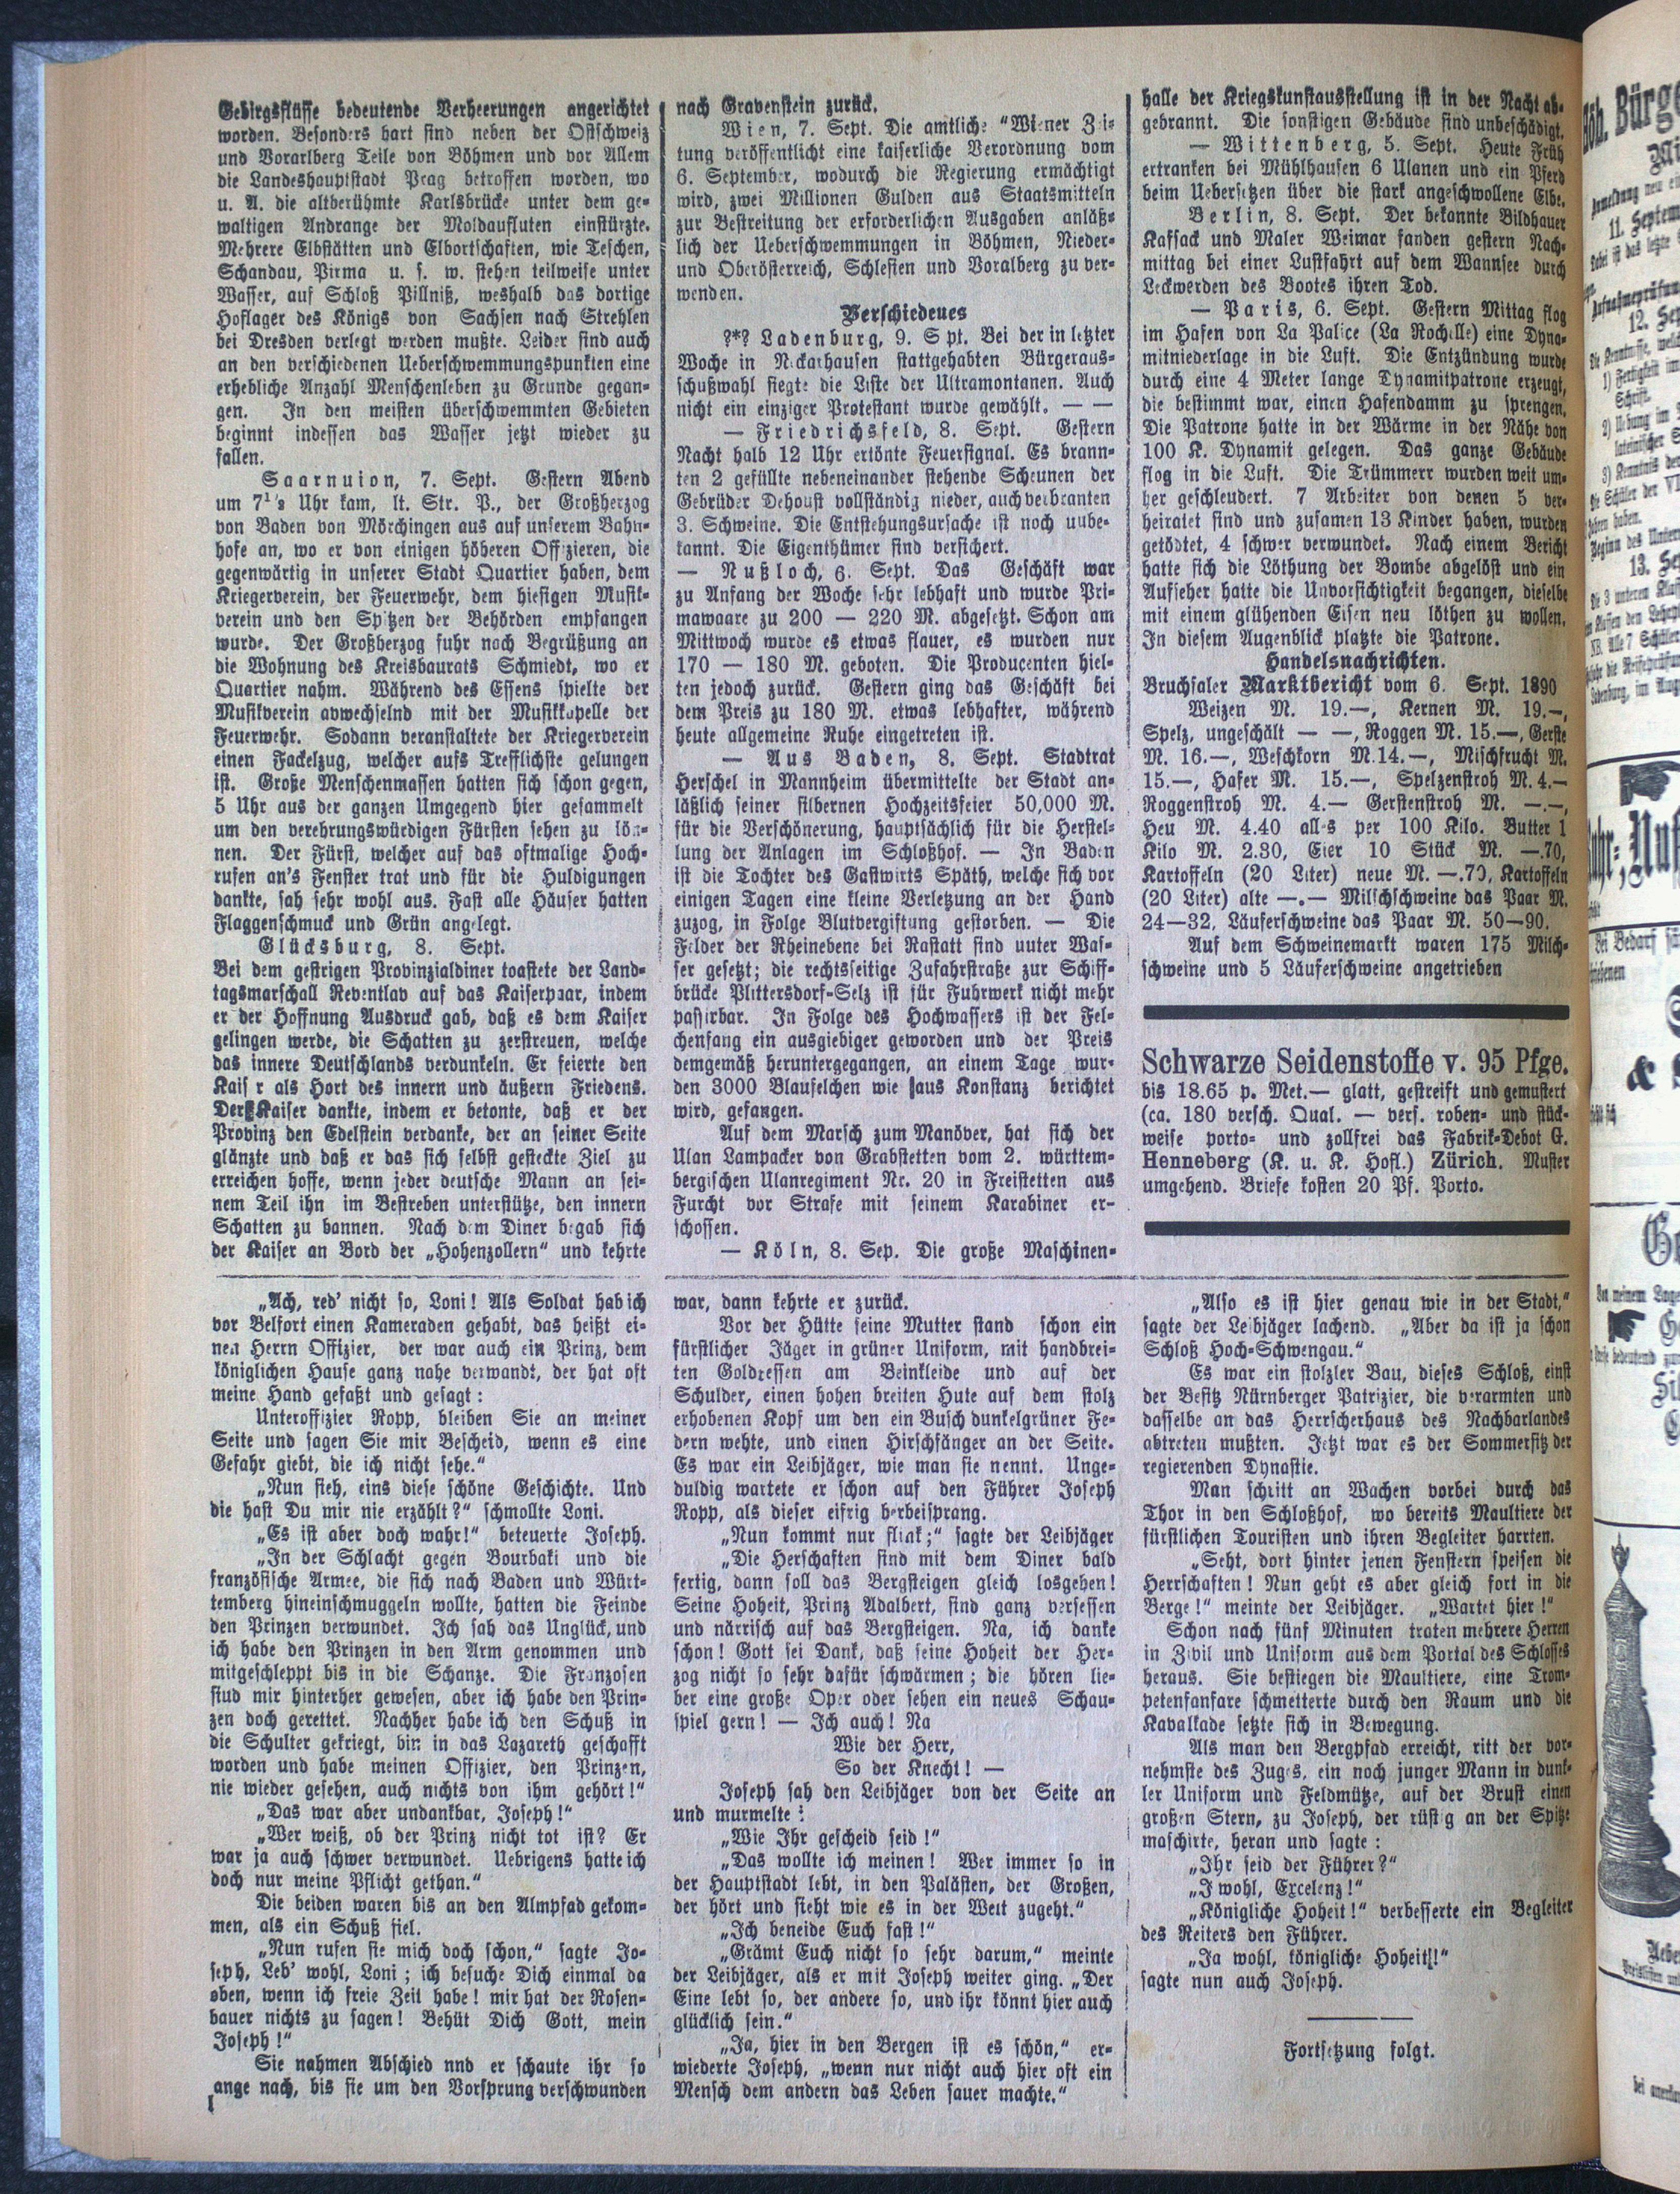 Gebirgsflüsse bedeutende Verheerungen angerichtet
worden. Besonders hart sind neben der Ostschweiz
und Vorarlberg Teile von Böhmen und vor Allem
die Landeshauptstadt Prag betroffen worden, wo
u. A. die altberühmte Karlsbrücke unter dem ge-
waltigen Andrange der Moldaufluten einstürzte.
Mehrere Elbstätten und Elbortschaften, wie Teschen,
Schandau, Pirma u. s. w. stehen teilweise unter
Wasser, auf Schloß Pillniß, weshalb das dortige
Hoflager des Königs von Sachsen nach Strehlen
bei Dresden verlegt werden mußte. Leider sind auch
an den verschiedenen Ueberschwemmungspunkten eine
erhebliche Anzahl Menschenleben zu Grunde gegan-
gen. In den meisten überschwemmten Gebieten
beginnt indessen das Wasser jetzt wieder zu
fallen.
Saarnuion, 7. Sept. Gestern Abend
um 7½ Uhr kam, lt. Str. P., der Großherzog
von Baden von Mörchingen aus auf unserem Bahn-
hofe an, wo er von einigen höheren Offizieren, die
gegenwärtig in unserer Stadt Quartier haben, dem
Kriegerverein, der Feuerwehr, dem hiesigen Musik-
verein und den Spitzen der Behörden empfangen
wurde. Der Großherzog fuhr nach Begrüßung an
die Wohnung des Kreisbaurats Schmiedt, wo er
Quartier nahm. Während des Essens spielte der
Musikverein abwechselnd mit der Musikkapelle der
Feuerwehr. Sodann veranstaltete der Kriegerverein
einen Fackelzug, welcher aufs Trefflichste gelungen
ist. Große Menschenmassen hatten sich schon gegen,
5 Uhr aus der ganzen Umgegend hier gesammelt
um den verehrungswürdigen Fürsten sehen zu kön-
nen. Der Fürst, welcher auf das oftmalige Hoch-
rufen an's Fenster trat und für die Huldigungen
dankte, sah sehr wohl aus. Fast alle Häuser hatten
Flaggenschmuck und Grün angelegt.
Glücksburg, 8. Sept.
Bei dem gestrigen Provinzialdiner toastete der Land-
tagsmarschall Reventlav auf das Kaiserpaar, indem
er der Hoffnung Ausdruck gab, daß es dem Kaiser
gelingen werde, die Schatten zu zerstreuen, welche
das innere Deutschlands verdunkeln. Er feierte den
Kaiser als Hort des innern und äußern Friedens.
Der Kaiser dankte, indem er betonte, daß er der
Provinz den Edelstein verdanke, der an seiner Seite
glänzte und daß er das sich selbst gesteckte Ziel zu
erreichen hoffe, wenn jeder deutsche Mann an sei-
nem Teil ihn im Bestreben unterstütze, den innern
Schatten zu bannen. Nach dem Diner begab sich
der Kaiser an Bord der „Hohenzollern“ und kehrte
nach Gravenstein zurück.
Wien, 7. Sept. Die amtliche "Wiener Zei-
tung veröffentlicht eine kaiserliche Verordnung vom
6. September, wodurch die Regierung ermächtigt
wird, zwei Millionen Gulden aus Staatsmitteln
zur Bestreitung der erforderlichen Ausgaben anläß-
lich der Ueberschwemmungen in Böhmen, Nieder-
und Oberösterreich, Schlesien und Voralberg zu ver-
wenden.
Verschiedenes
?*? Ladenburg, 9. Sept. Bei der in letzter
Woche in Neckarhausen stattgehabten Bürgeraus-
schußwahl siegte die Liste der Ultramontanen. Auch
nicht ein einziger Protestant wurde gewählt. — —
— Friedrichsfeld, 8. Sept. Gestern
Nacht halb 12 Uhr ertönte Feuersignal. Es brann-
ten 2 gefüllte nebeneinander stehende Scheunen der
Gebrüder Dehoust vollständig nieder, auch verbranten
3. Schweine. Die Entstehungsursache ist noch unbe-
kannt. Die Eigenthümer sind versichert.
— Nußloch, 6. Sept. Das Geschäft war
zu Anfang der Woche sehr lebhaft und wurde Pri-
mawaare zu 200 — 220 M. abgesetzt. Schon am
Mittwoch wurde es etwas flauer, es wurden nur
170 — 180 M. geboten. Die Producenten hiel-
ten jedoch zurück. Gestern ging das Geschäft bei
dem Preis zu 180 M. etwas lebhafter, während
heute allgemeine Ruhe eingetreten ist.
— Aus Baden, 8. Sept. Stadtrat
Herschel in Mannheim übermittelte der Stadt an-
läßlich seiner silbernen Hochzeitsfeier 50,000 M.
für die Verschönerung, hauptsächlich für die Herstel-
lung der Anlagen im Schloßhof. — In Baden
ist die Tochter des Gastwirts Späth, welche sich vor
einigen Tagen eine kleine Verletzung an der Hand
zuzog, in Folge Blutvergiftung gestorben. — Die
Felder der Rheinebene bei Rastatt sind unter Was-
ser gesetzt; die rechtsseitige Zufahrstraße zur Schiff-
brücke Plittersdorf-Selz ist für Fuhrwerk nicht mehr
passirbar. In Folge des Hochwassers ist der Fel-
chenfang ein ausgiebiger geworden und der Preis
demgemäß heruntergegangen, an einem Tage wur-
den 3000 Blaufelchen wie aus Konstanz berichtet
wird, gefangen.
Auf dem Marsch zum Manöver, hat sich der
Ulan Lampacker von Grabstetten vom 2. württem-
bergischen Ulanregiment Nr. 20 in Freistetten aus
Furcht vor Strafe mit seinem Karabiner er-
schossen.
— Köln, 8. Sep. Die große Maschinen-
halle der Kriegskunstausstellung ist in der Nacht ab-
gebrannt. Die sonstigen Gebäude sind unbeschädigt.
— Wittenberg, 5. Sept. Heute Früh
ertranken bei Mühlhausen 6 Ulanen und ein Pferd
beim Uebersetzen über die stark angeschwollene Elbe.
Berlin, 8. Sept. Der bekannte Bildhauer
Kaffsack und Maler Weimar fanden gestern Nach-
mittag bei einer Lustfahrt auf dem Wannsee durch
Leckwerden des Bootes ihren Tod.
— Paris, 6. Sept. Gestern Mittag flog
im Hafen von La Palice (La Rochelle) eine Dyna-
mitniederlage in die Luft. Die Entzündung wurde
durch eine 4 Meter lange Dynamitpatrone erzeugt,
die bestimmt war, einen Hafendamm zu sprengen.
Die Patrone hatte in der Wärme in der Nähe von
100 K. Dynamit gelegen. Das ganze Gebäude
flog in die Luft. Die Trümmerr wurden weit um-
her geschleudert. 7 Arbeiter von denen 5 ver-
heiratet sind und zusamen 13 Kinder haben, wurden
getödtet, 4 schwer verwundet. Nach einem Bericht
hatte sich die Löthung der Bombe abgelöst und ein
Aufseher hatte die Unvorsichtigkeit begangen, dieselbe
mit einem glühenden Eisen neu löthen zu wollen.
In diesem Augenblick platzte die Patrone.
Handelsnachrichten.
Bruchsaler Marktbericht vom 6. Sept. 1890
Weizen M. 19.—, Kernen M. 19.—,
Spelz, ungeschält — —, Roggen M. 15.—, Gerste
M. 16.—, Weschkorn M.14.—, Mischfrucht M.
15.—, Hafer M. 15.—, Spelzenstroh M. 4.—
Roggenstroh M. 4.— Gerstenstroh M. —.—,
Heu M. 4.40 alles per 100 Kilo. Butter 1
Kilo M. 2.30, Eier 10 Stück M. —.70,
Kartoffeln (20 Liter) neue M. —.70, Kartoffeln
(20 Liter) alte —.— Milchschweine das Paar M.
24—32, Läuferschweine das Paar M. 50—90.
Auf dem Schweinemarkt waren 175 Milch-
schweine und 5 Läuferschweine angetrieben
Schwarze Seidenstoffe v. 95 Pfge.
bis 18.65 p. Met.— glatt, gestreift und gemustert
(ca. 180 versch. Qual. — vers. roben- und stück-
weise porto- und zollfrei das Fabrik-Debot G.
Henneberg (K. u. K. Hofl.) Zürich. Muster
umgehend. Briefe kosten 20 Pf. Porto.
„Ach, red' nicht so, Loni! Als Soldat hab ich
vor Belfort einen Kameraden gehabt, das heißt ei-
nen Herrn Offizier, der war auch ein Prinz, dem
königlichen Hause ganz nahe verwandt, der hat oft
meine Hand gefaßt und gesagt:
Unteroffizier Ropp, bleiben Sie an meiner
Seite und sagen Sie mir Bescheid, wenn es eine
Gefahr giebt, die ich nicht sehe.“
„Nun sieh, eins diese schöne Geschichte. Und
die hast Du mir nie erzählt?“ schmollte Loni.
„Es ist aber doch wahr!“ beteuerte Joseph.
„In der Schlacht gegen Bourbaki und die
französische Armee, die sich nach Baden und Würt-
temberg hineinschmuggeln wollte, hatten die Feinde
den Prinzen verwundet. Ich sah das Unglück, und
ich habe den Prinzen in den Arm genommen und
mitgeschleppt bis in die Schanze. Die Franzosen
sind mir hinterher gewesen, aber ich habe den Prin-
zen doch gerettet. Nachher habe ich den Schuß in
die Schulter gekriegt, bin in das Lazareth geschafft
worden und habe meinen Offizier, den Prinzen,
nie wieder gesehen, auch nichts von ihm gehört!“
„Das war aber undankbar, Joseph!“
„Wer weiß, ob der Prinz nicht tot ist? Er
war ja auch schwer verwundet. Uebrigens hatte ich
doch nur meine Pflicht gethan.“
Die beiden waren bis an den Almpfad gekom-
men, als ein Schuß fiel.
„Nun rufen sie mich doch schon,“ sagte Jo-
seph, Leb' wohl, Loni; ich besuche Dich einmal da
oben, wenn ich freie Zeit habe! mir hat der Rosen-
bauer nichts zu sagen! Behüt Dich Gott, mein
Joseph!“
Sie nahmen Abschied nnd er schaute ihr so
lange nach, bis sie um den Vorsprung verschwunden
war, dann kehrte er zurück.
Vor der Hütte seine Mutter stand schon ein
fürstlicher Jäger in grüner Uniform, mit handbrei-
ten Goldtessen am Beinkleide und auf der
Schulder, einen hohen breiten Hute auf dem stolz
erhobenen Kopf um den ein Busch dunkelgrüner Fe-
dern wehte, und einen Hirschfänger an der Seite.
Es war ein Leibjäger, wie man sie nennt. Unge-
duldig wartete er schon auf den Führer Joseph
Ropp, als dieser eifrig herbeisprang.
„Nun kommt nur flink;“ sagte der Leibjäger
„Die Herschaften sind mit dem Diner bald
fertig, dann soll das Bergsteigen gleich losgehen!
Seine Hoheit, Prinz Adalbert, sind ganz versessen
und närrisch auf das Bergsteigen. Na, ich danke
schon! Gott sei Dank, daß seine Hoheit der Her-
zog nicht so sehr dafür schwärmen; die hören lie-
ber eine große Oper oder sehen ein neues Schau-
spiel gern! — Ich auch! Na
Wie der Herr,
So der Knecht! —
Joseph sah den Leibjäger von der Seite an
und murmelte:
„Wie Ihr gescheid seid!“
„Das wollte ich meinen! Wer immer so in
der Hauptstadt lebt, in den Palästen, der Großen,
der hört und sieht wie es in der Welt zugeht.“
„Ich beneide Euch fast!“
„Grämt Euch nicht so sehr darum,“ meinte
der Leibjäger, als er mit Joseph weiter ging. „Der
Eine lebt so, der andere so, und ihr könnt hier auch
glücklich sein.“
„Ja, hier in den Bergen ist es schön,“ er-
wiederte Joseph, „wenn nur nicht auch hier oft ein
Mensch dem andern das Leben sauer machte.“
„Also es ist hier genau wie in der Stadt,“
sagte der Leibjäger lachend. „Aber da ist ja schon
Schloß Hoch-Schwengau.“
Es war ein stolzler Bau, dieses Schloß, einst
der Besitz Nürnberger Patrizier, die verarmten und
dasselbe an das Herrscherhaus des Nachbarlandes
abtreten mußten. Jetzt war es der Sommersitz der
regierenden Dynastie.
Man schritt an Wachen vorbei durch das
Thor in den Schloßhof, wo bereits Maultiere der
fürstlichen Touristen und ihren Begleiter harrten.
„Seht, dort hinter jenen Fenstern speisen die
Herrschaften! Nun geht es aber gleich fort in die
Berge!“ meinte der Leibjäger. „Wartet hier!“
Schon nach fünf Minuten traten mehrere Herren
in Zibil und Uniform aus dem Portal des Schlosses
heraus. Sie bestiegen die Maultiere, eine Trom-
petenfanfare schmetterte durch den Raum und die
Kavalkade setzte sich in Bewegung.
Als man den Bergpfad erreicht, ritt der vor-
nehmste des Zuges, ein noch junger Mann in dunk-
ler Uniform und Feldmütze, auf der Brust einen
großen Stern, zu Joseph, der rüstig an der Spitze
maschirte, heran und sagte:
„Ihr seid der Führer?“
„J wohl, Excelenz!“
„Königliche Hoheit!“ verbesserte ein Begleiter
des Reiters den Führer.
„Ja wohl, königliche Hoheit!!“
sagte nun auch Joseph.
Fortsetzung folgt.